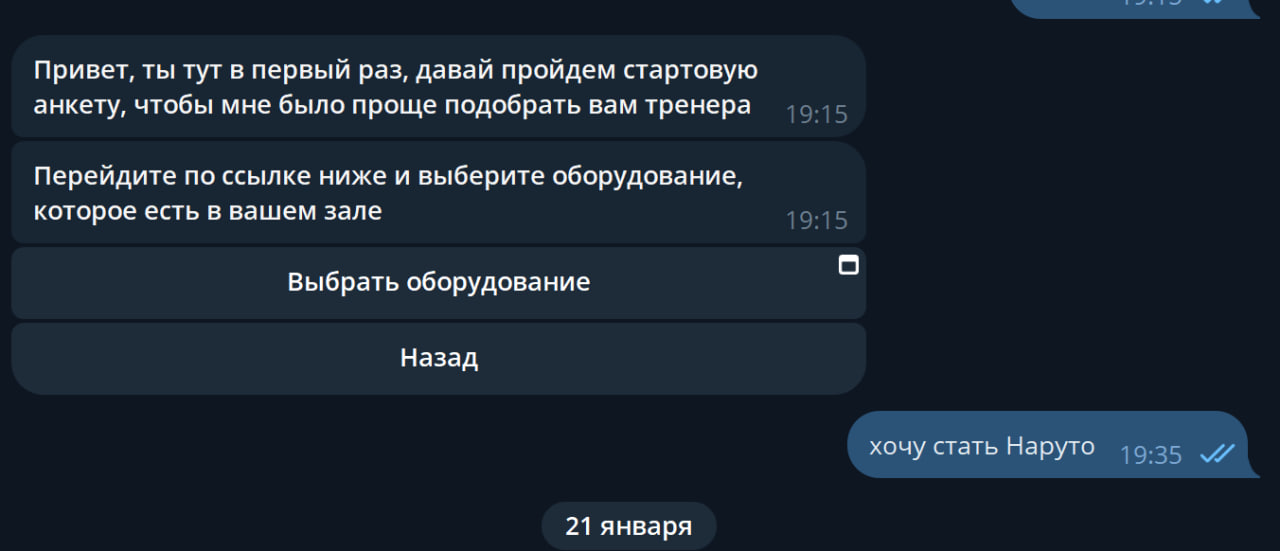 19:15
Привет, ты тут в первый раз, давай пройдем стартовую
анкету, чтобы мне было проще подобрать вам тренера
19:15
Перейдите по ссылке ниже и выберите оборудование,
которое есть в вашем зале
19:15
Выбрать оборудование
Назад
хочу стать Наруто 19:35
21 января